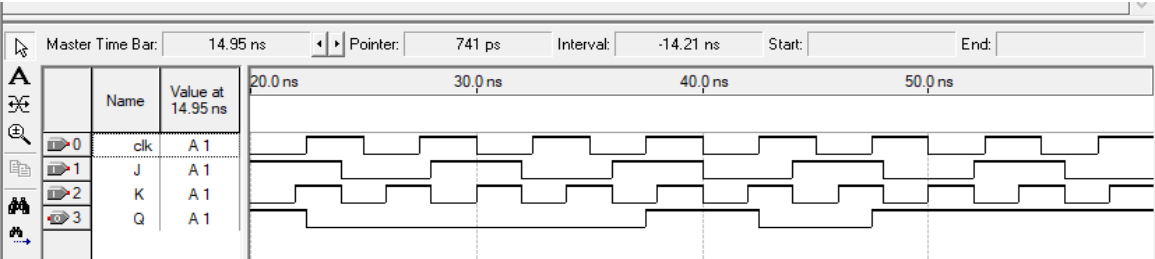 Master Time Bar: 14.95 ns Pointer: 741 ps Interval: -14.21 ns Start: End:
A
Name Value at 14.95 ns 20.0 ns 30.0 ns 40.0 ns 50.0 ns
0 clk A 1
1 J A 1
2 K A 1
3 Q A 1